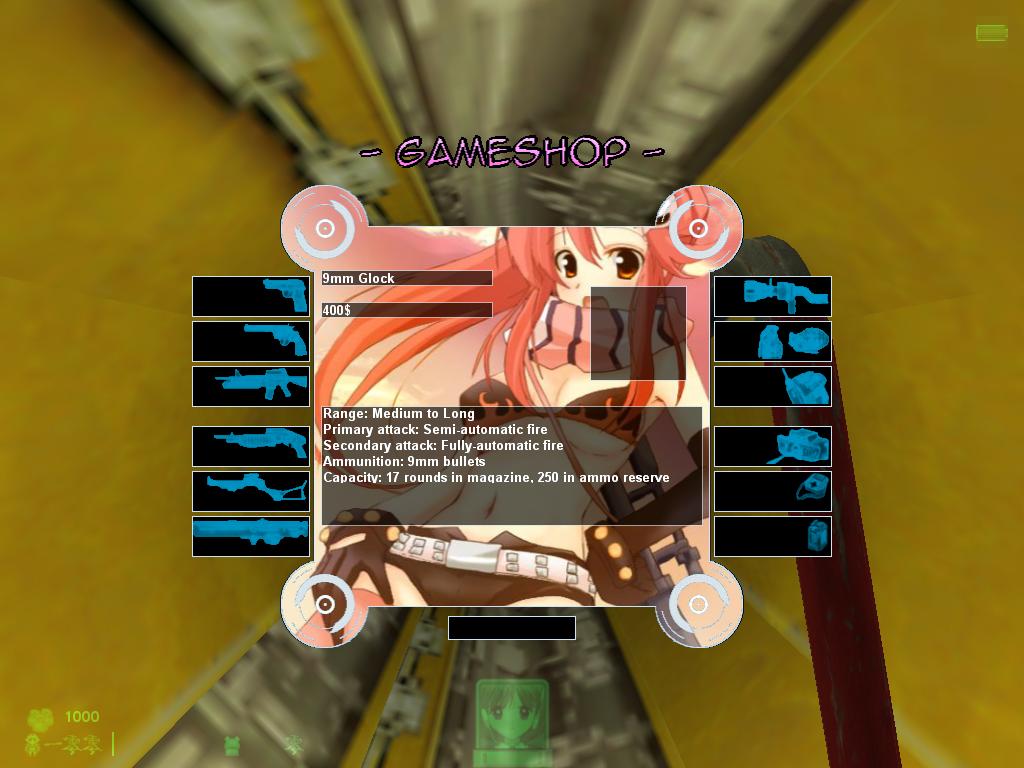 - GAMESHOP -
9mm Glock
400$
Range: Medium to Long
Primary attack: Semi-automatic fire
Secondary attack: Fully-automatic fire
Ammunition: 9mm bullets
Capacity: 17 rounds in magazine, 250 in ammo reserve
1000
一零零
零